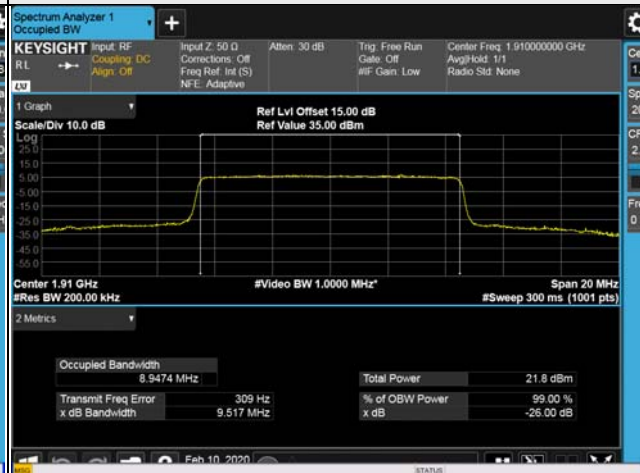 Spectrum Analyzer 1
Occupied BW
+
KEYSIGHT
RL
LXI
Input: RF
Coupling: DC
Align: Off
Input Z: 50 Ω
Corrections: Off
Freq Ref: Int (S)
NFE: Adaptive
Atten: 30 dB
Trig: Free Run
Gate: Off
#IF Gain: Low
Center Freq: 1.910000000 GHz
Avg|Hold: 1/1
Radio Std: None
1 Graph
Scale/Div 10.0 dB
Ref Lvl Offset 15.00 dB
Ref Value 35.00 dBm
Log
25.0
15.0
5.00
-5.00
-15.0
-25.0
-35.0
-45.0
-55.0
Center 1.91 GHz
#Res BW 200.00 kHz
#Video BW 1.0000 MHz*
Span 20 MHz
#Sweep 300 ms (1001 pts)
2 Metrics
Occupied Bandwidth
8.9474 MHz
Total Power 21.8 dBm
Transmit Freq Error 309 Hz
% of OBW Power 99.00 %
x dB Bandwidth 9.517 MHz
x dB -26.00 dB
Feb 10, 2020
MSG
STATUS